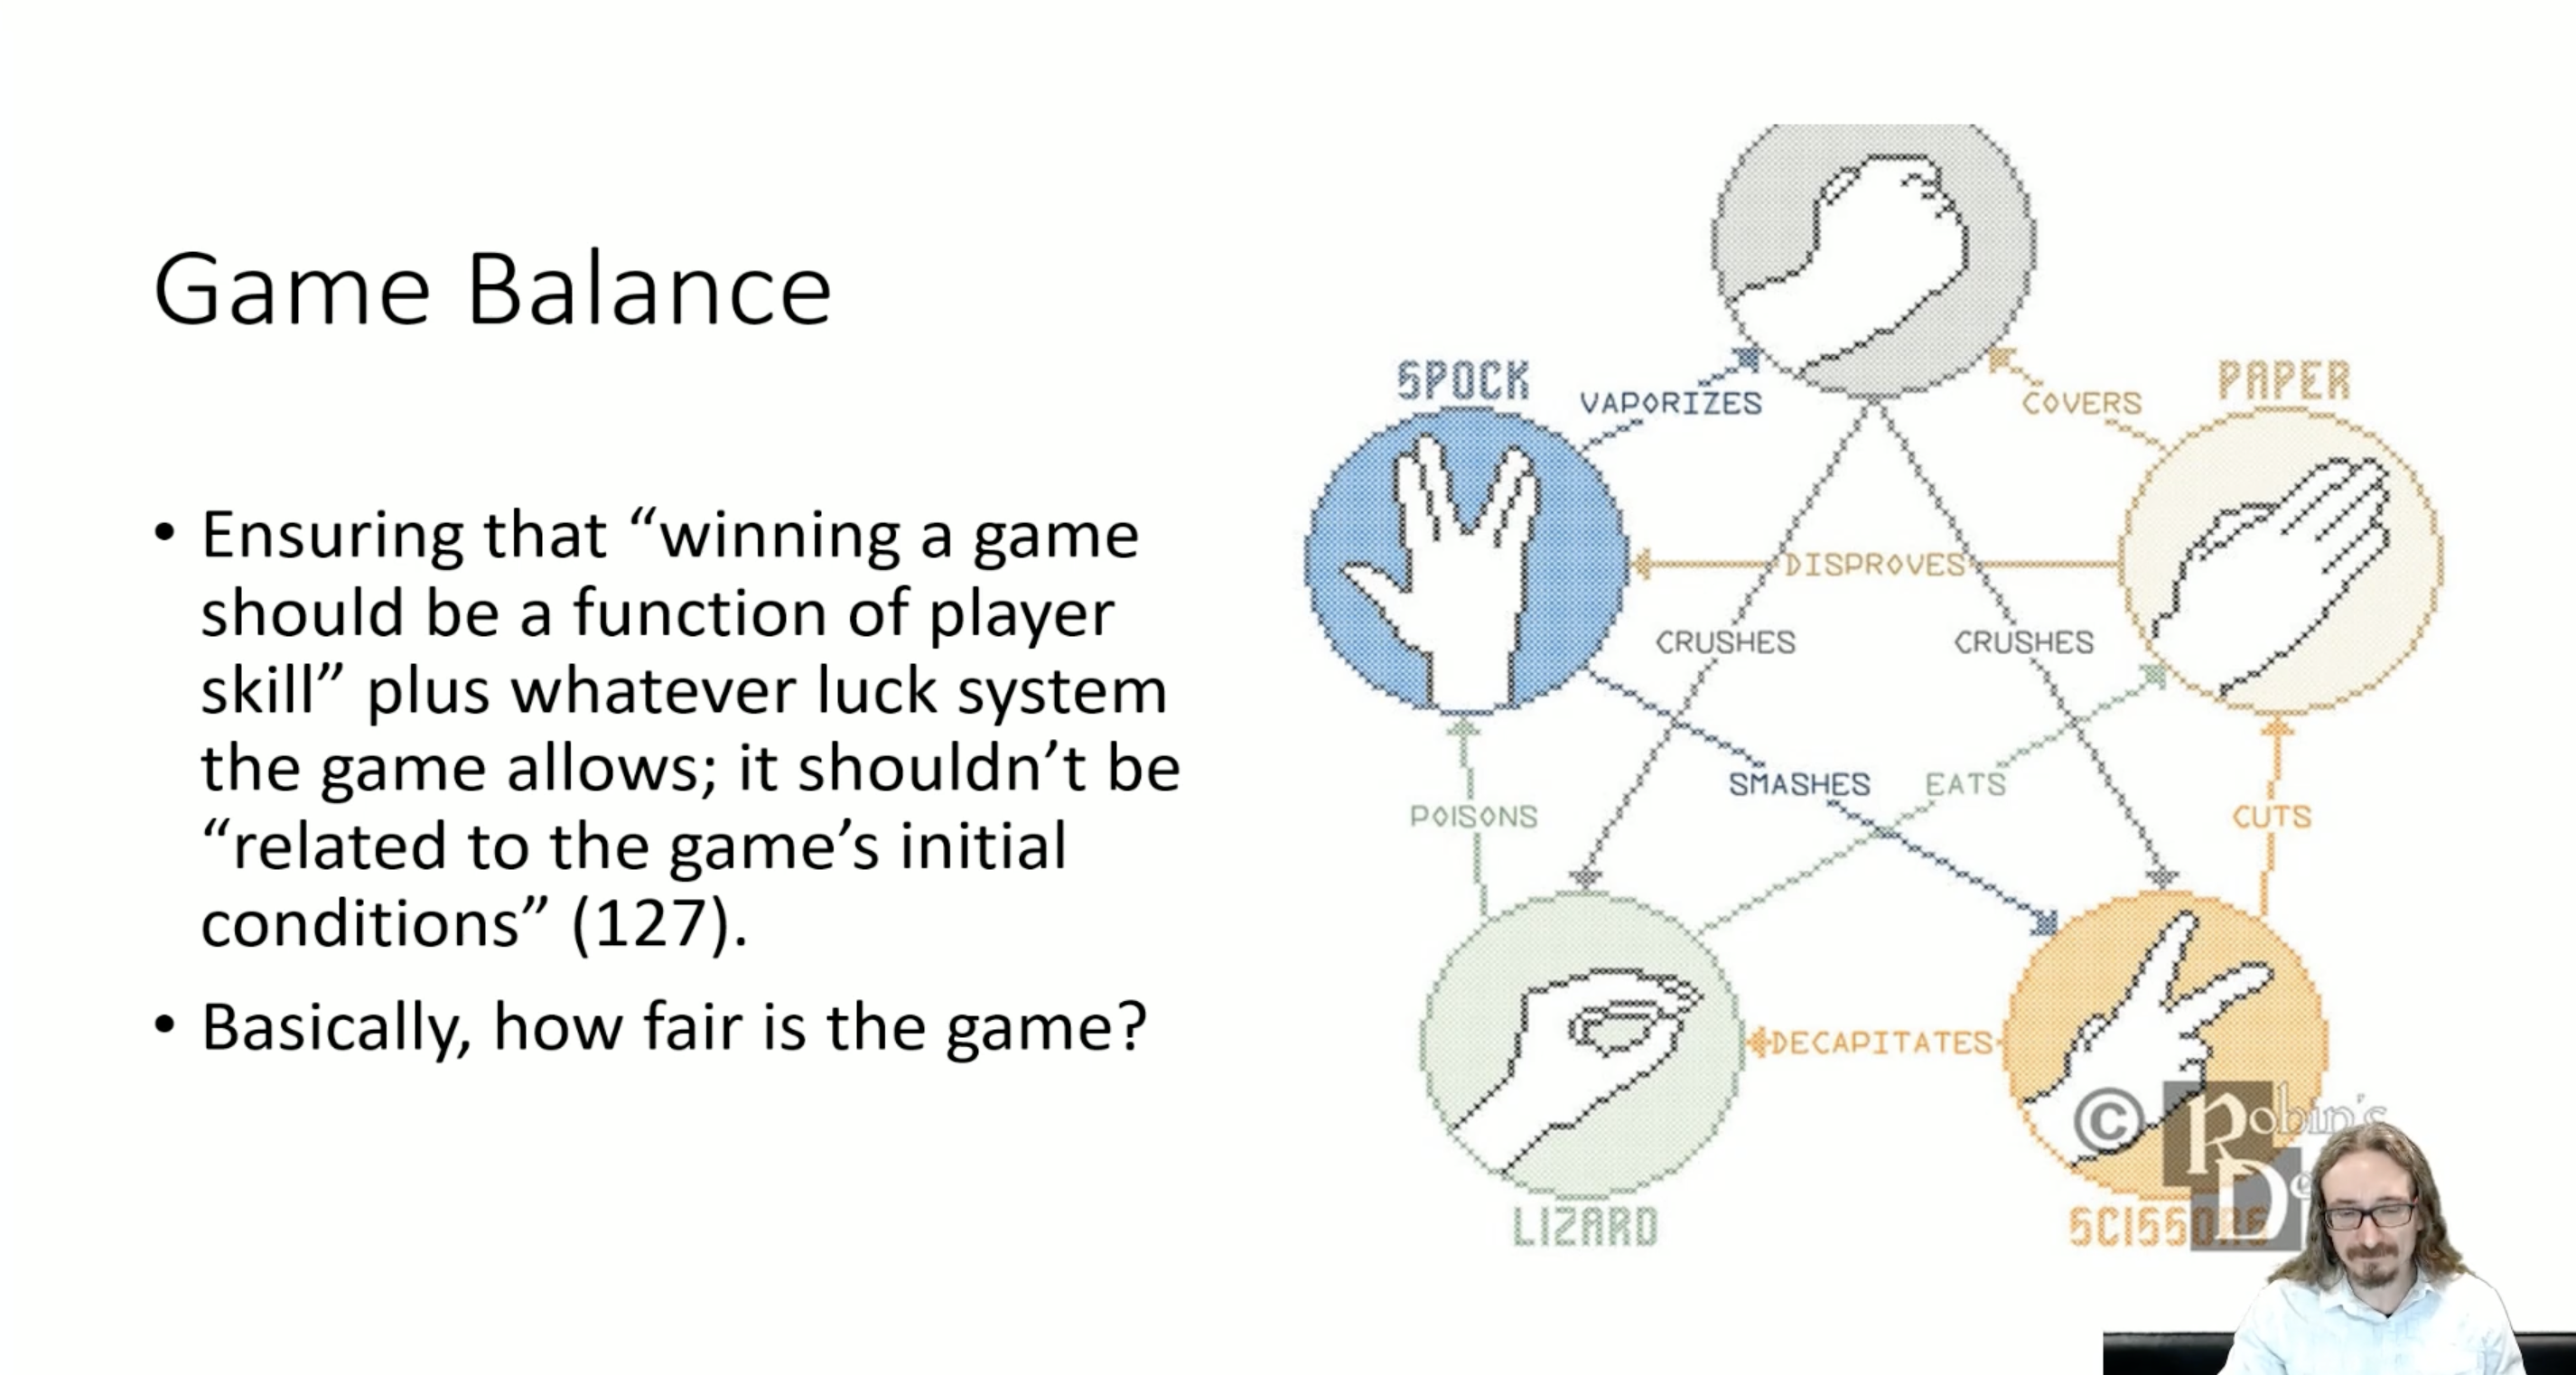 Game Balance
• Ensuring that “winning a game
should be a function of player
skill” plus whatever luck system
the game allows; it shouldn’t be
“related to the game’s initial
conditions” (127).
• Basically, how fair is the game?
SPOCK
VAPORIZES
COVERS
PAPER
DISPROVES
CRUSHES
CRUSHES
SMASHES
EATS
POISONS
CUTS
DECAPITATES
LIZARD
SCISSORS
© Robin's